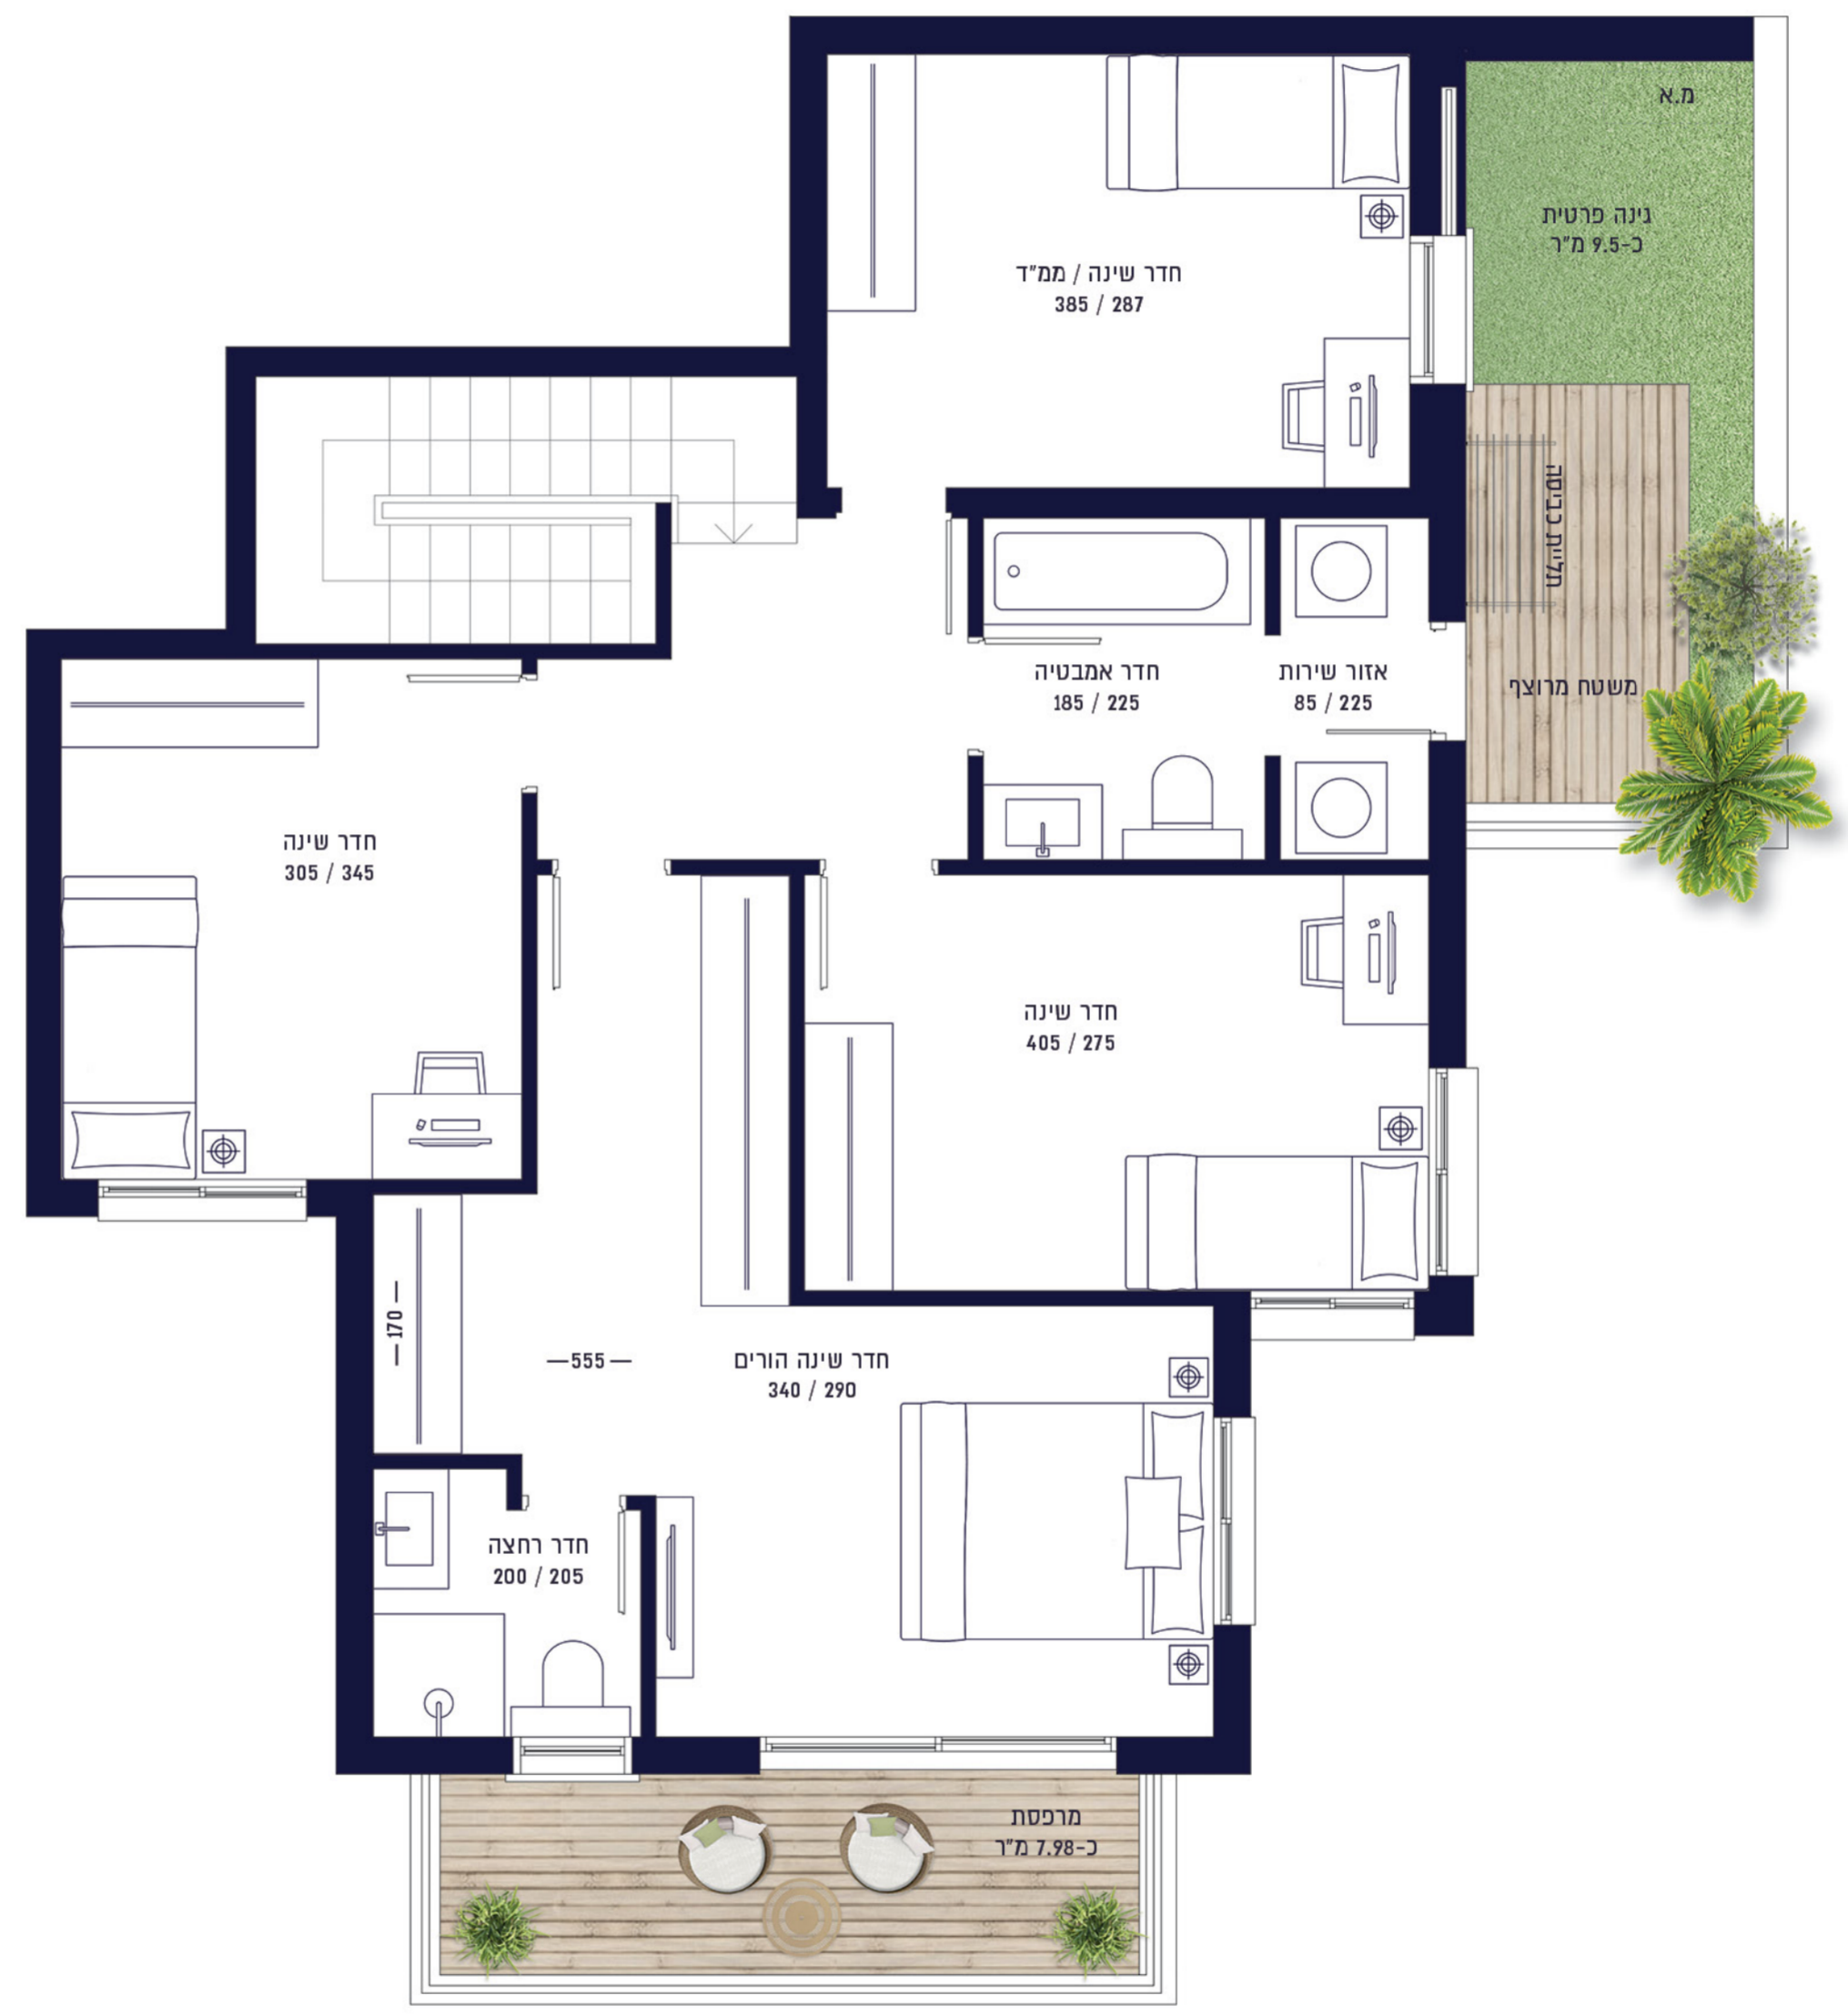 מ.א
גינה פרטית
כ-9.5 מ"ר
חדר שינה / ממ"ד
385 / 287
תליית כביסה
חדר אמבטיה
185 / 225
אזור שירות
85 / 225
משטח מרוצף
חדר שינה
305 / 345
חדר שינה
405 / 275
170
555
חדר שינה הורים
340 / 290
חדר רחצה
200 / 205
מרפסת
כ-7.98 מ"ר